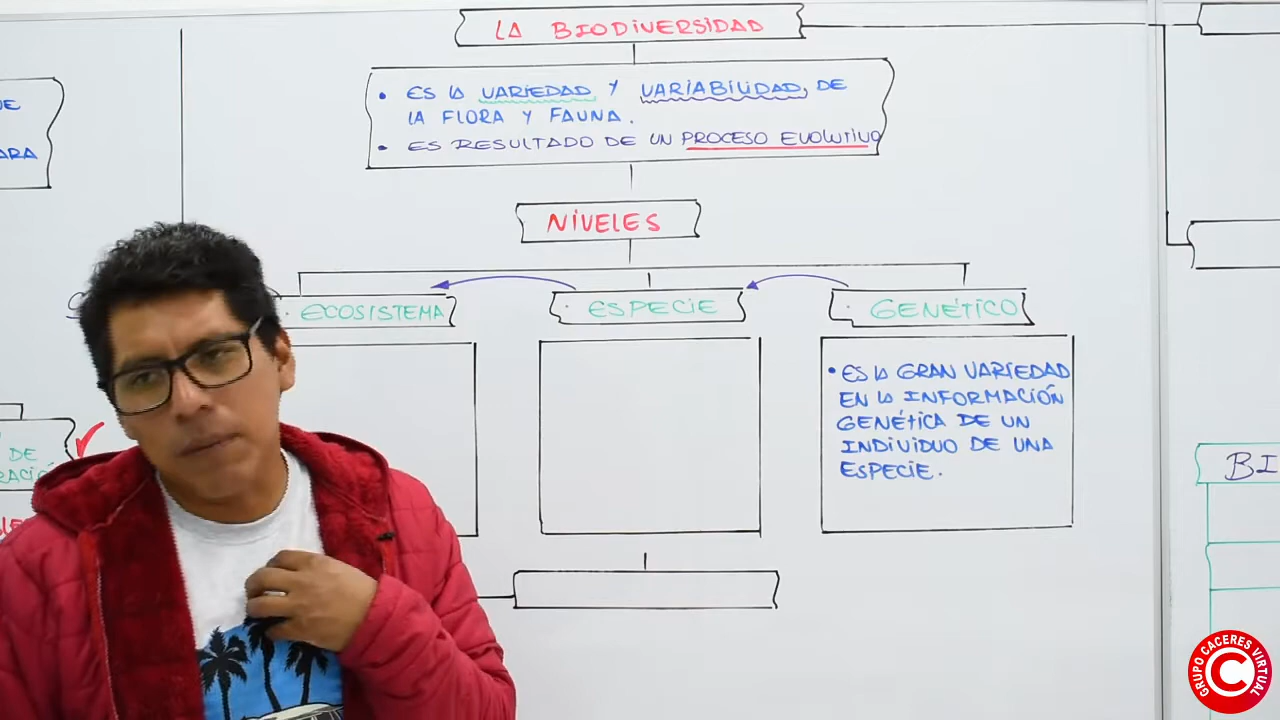 LA BIODIVERSIDAD
• ES LA VARIEDAD Y VARIABILIDAD, DE
LA FLORA Y FAUNA.
• ES RESULTADO DE UN PROCESO EVOLUTIVO
NIVELES
ECOSISTEMA
ESPECIE
GENÉTICO
• ES LA GRAN VARIEDAD
EN LA INFORMACIÓN
GENÉTICA DE UN
INDIVIDUO DE UNA
ESPECIE.
DE
BI
GRUPO CACERES VIRTUAL
C